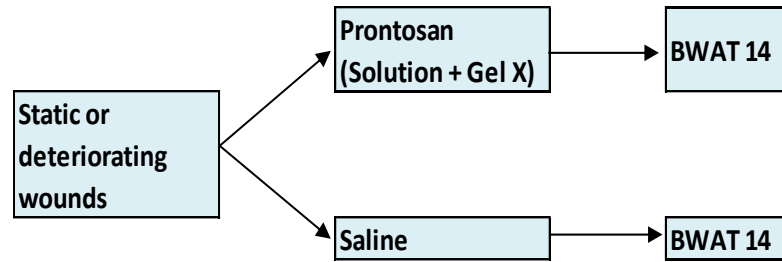 Prontosan
(Solution + Gel X)
BWAT 14
Static or
deteriorating
wounds
Saline
BWAT 14